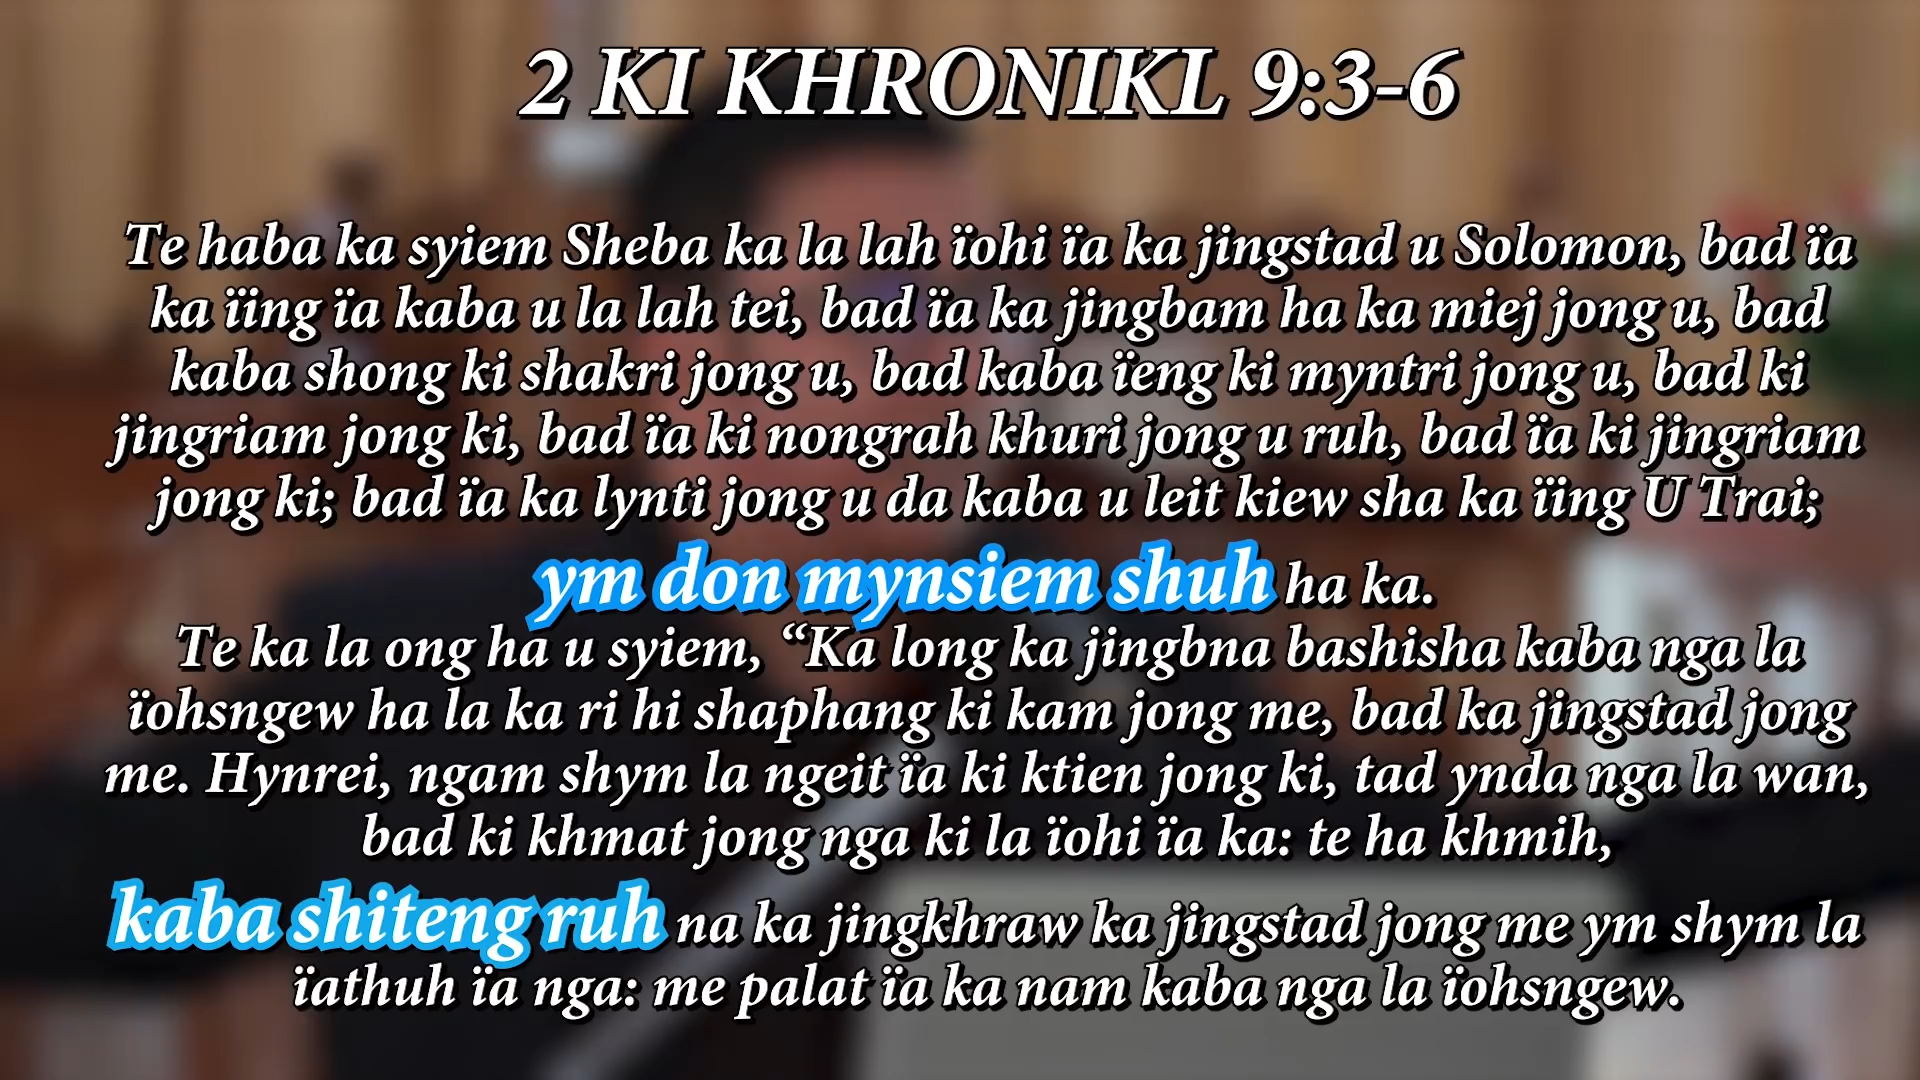 2 KI KHRONIKL 9:3-6
Te haba ka syiem Sheba ka la lah ïohi ïa ka jingstad u Solomon, bad ïa
ka ïing ïa kaba u la lah tei, bad ïa ka jingbam ha ka miej jong u, bad
kaba shong ki shakri jong u, bad kaba ïeng ki myntri jong u, bad ki
jingriam jong ki, bad ïa ki nongrah khuri jong u ruh, bad ïa ki jingriam
jong ki; bad ïa ka lynti jong u da kaba u leit kiew sha ka ïing U Trai;
ym don mynsiem shuh ha ka.
Te ka la ong ha u syiem, “Ka long ka jingbna bashisha kaba nga la
ïohsngew ha la ka ri hi shaphang ki kam jong me, bad ka jingstad jong
me. Hynrei, ngam shym la ngeit ïa ki ktien jong ki, tad ynda nga la wan,
bad ki khmat jong nga ki la ïohi ïa ka: te ha khmih,
kaba shiteng ruh na ka jingkhraw ka jingstad jong me ym shym la
ïathuh ïa nga: me palat ïa ka nam kaba nga la ïohsngew.